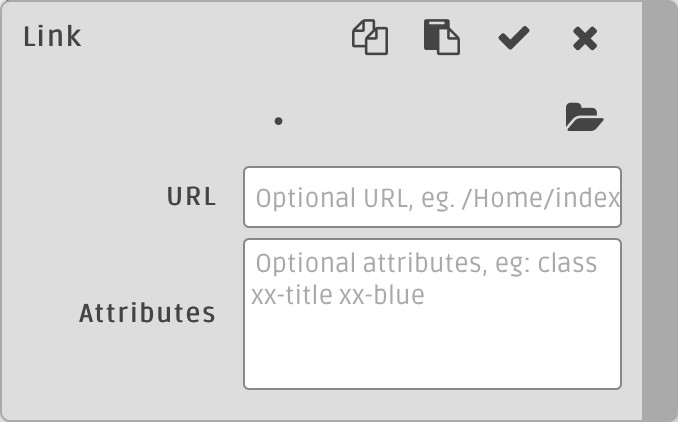 Link
URL
Optional URL, eg. /Home/index
Attributes
Optional attributes, eg: class
xx-title xx-blue